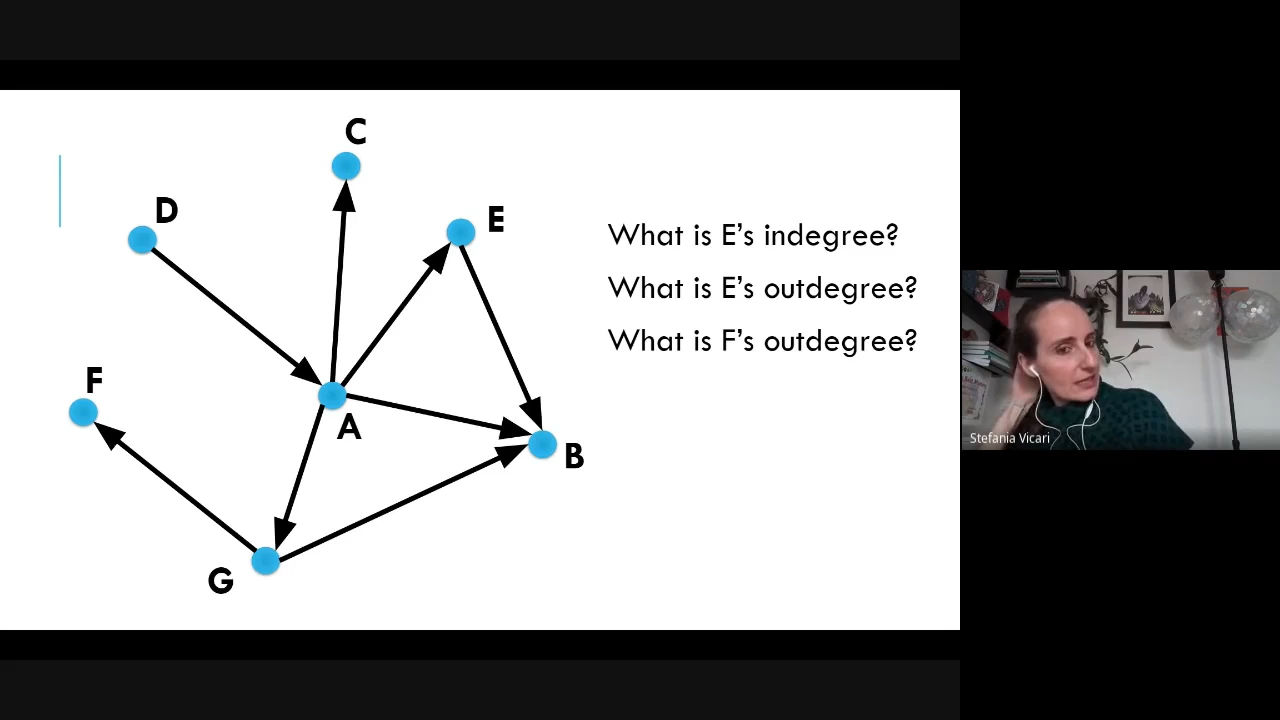 C
D
E
What is E's indegree?
What is E's outdegree?
What is F's outdegree?
F
A
B
G
Stefania Vicari